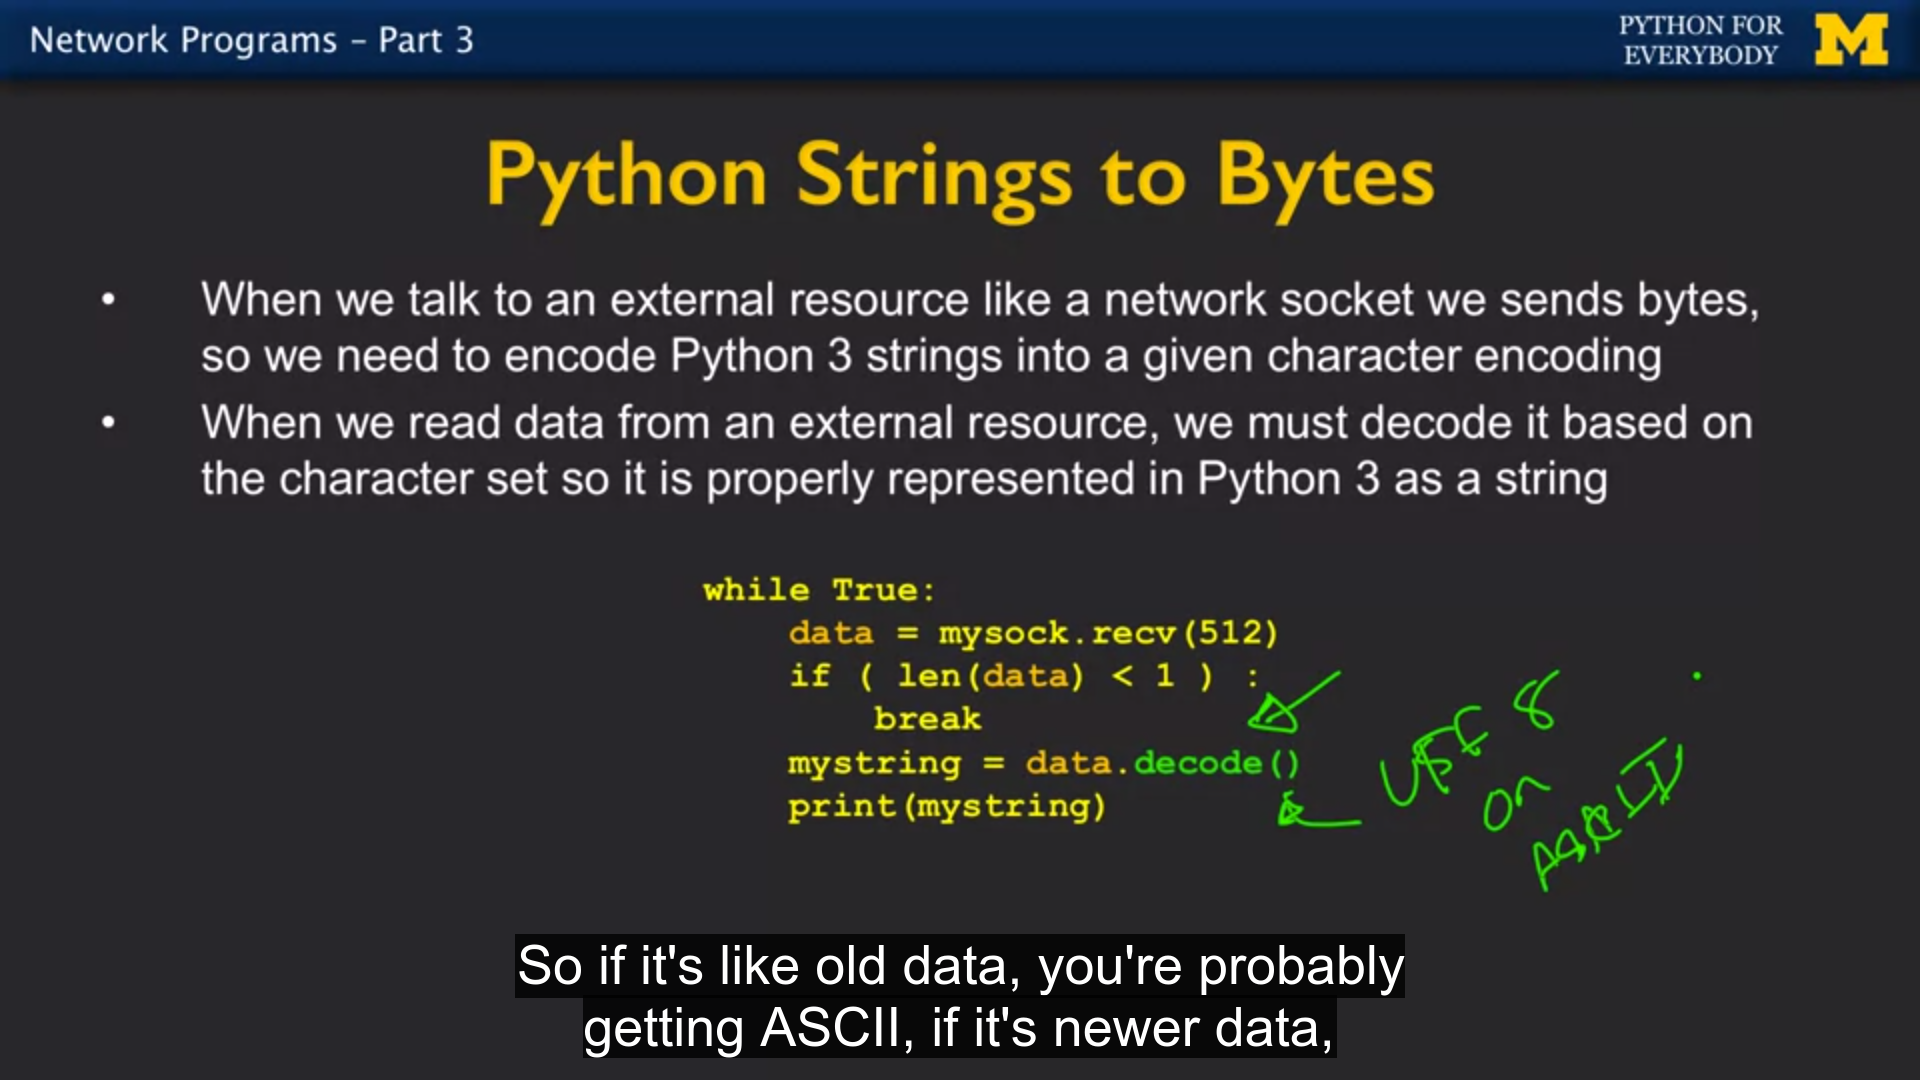 Network Programs – Part 3
PYTHON FOR
EVERYBODY
M
Python Strings to Bytes
• When we talk to an external resource like a network socket we sends bytes,
so we need to encode Python 3 strings into a given character encoding
• When we read data from an external resource, we must decode it based on
the character set so it is properly represented in Python 3 as a string
while True:
    data = mysock.recv(512)
    if ( len(data) < 1 ) :
        break
    mystring = data.decode()
    print(mystring)
UTF 8
or
ASCII
So if it's like old data, you're probably
getting ASCII, if it's newer data,